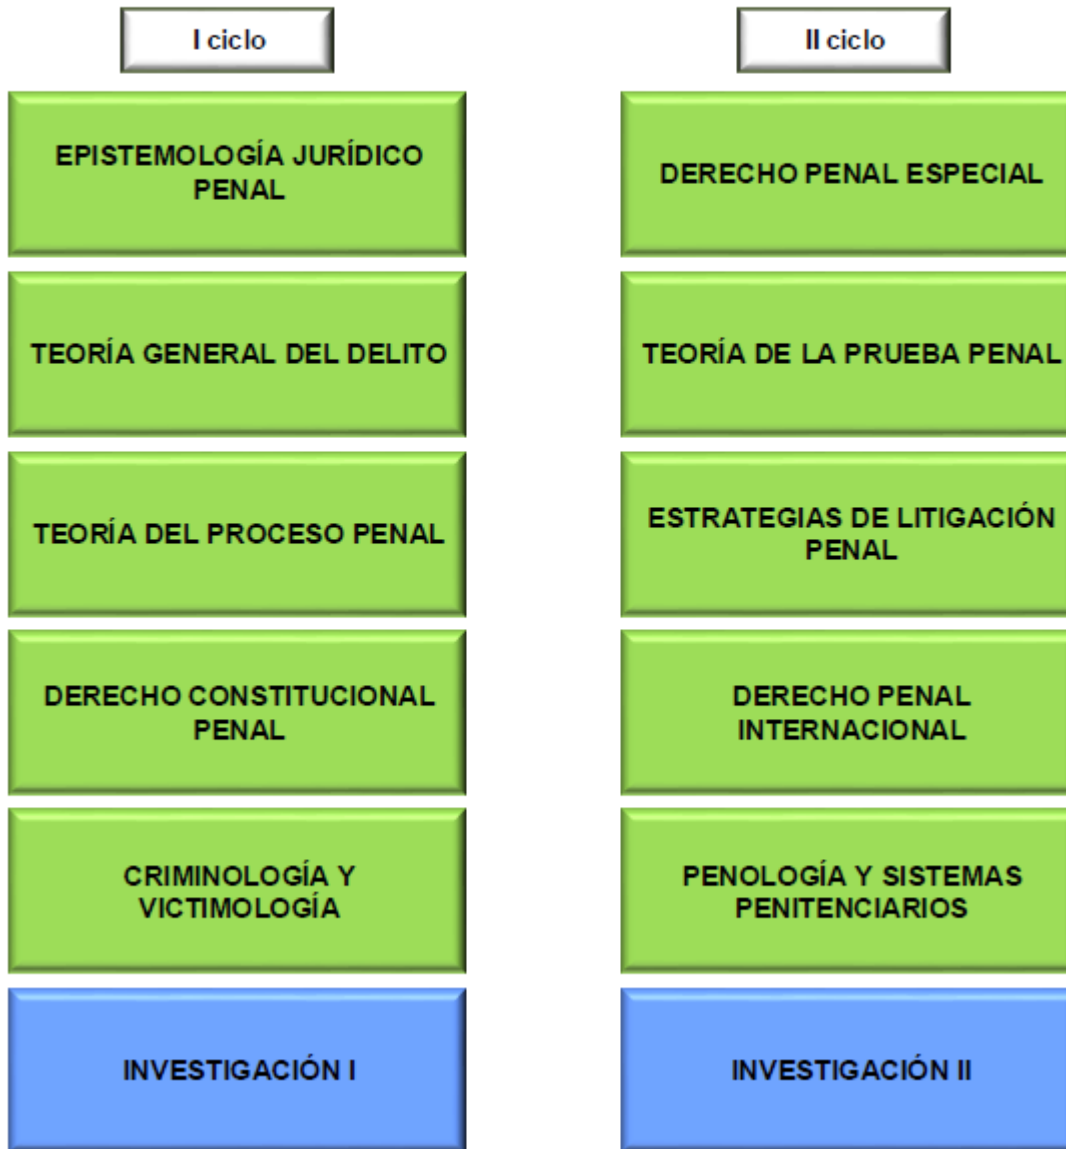 I ciclo
EPISTEMOLOGÍA JURÍDICO
PENAL
TEORÍA GENERAL DEL DELITO
TEORÍA DEL PROCESO PENAL
DERECHO CONSTITUCIONAL
PENAL
CRIMINOLOGÍA Y
VICTIMOLOGÍA
INVESTIGACIÓN I
II ciclo
DERECHO PENAL ESPECIAL
TEORÍA DE LA PRUEBA PENAL
ESTRATEGIAS DE LITIGACIÓN
PENAL
DERECHO PENAL
INTERNACIONAL
PENOLOGÍA Y SISTEMAS
PENITENCIARIOS
INVESTIGACIÓN II